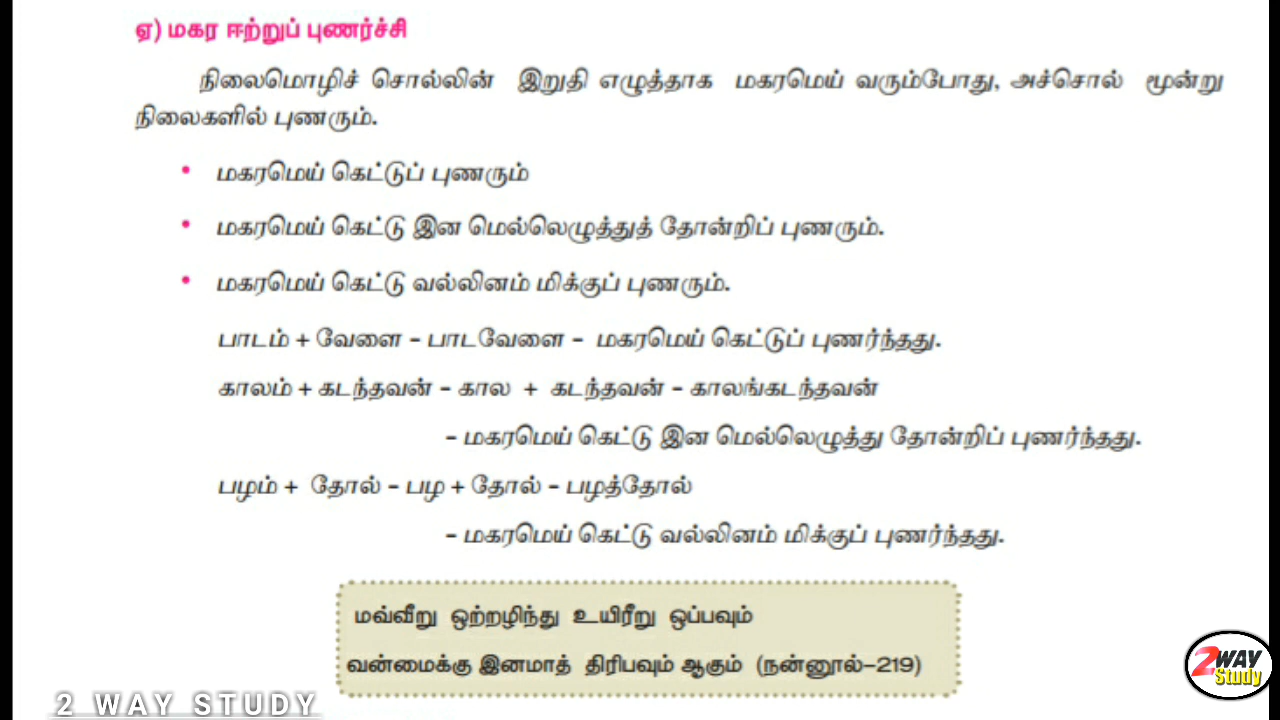 ஏ) மகர ஈற்றுப் புணர்ச்சி
நிலைமொழிச் சொல்லின் இறுதி எழுத்தாக மகரமெய் வரும்போது, அச்சொல் மூன்று
நிலைகளில் புணரும்.
• மகரமெய் கெட்டுப் புணரும்
• மகரமெய் கெட்டு இன மெல்லெழுத்துத் தோன்றிப் புணரும்.
• மகரமெய் கெட்டு வல்லினம் மிக்குப் புணரும்.
பாடம் + வேளை – பாடவேளை – மகரமெய் கெட்டுப் புணர்ந்தது.
காலம் + கடந்தவன் – கால + கடந்தவன் – காலங்கடந்தவன்
– மகரமெய் கெட்டு இன மெல்லெழுத்து தோன்றிப் புணர்ந்தது.
பழம் + தோல் – பழ + தோல் – பழத்தோல்
– மகரமெய் கெட்டு வல்லினம் மிக்குப் புணர்ந்தது.
மவ்வீறு ஒற்றழிந்து உயிரீறு ஒப்பவும்
வன்மைக்கு இனமாத் திரிபவும் ஆகும் (நன்னூல்–219)
2 WAY
Study
2 WAY STUDY